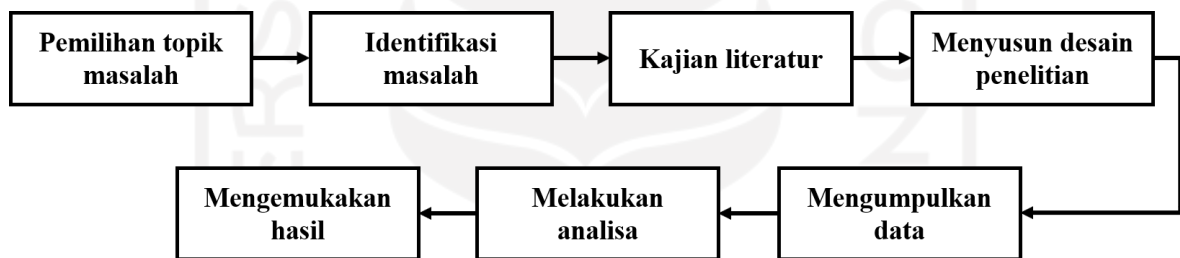 Pemilihan topik
masalah
Identifikasi
masalah
Kajian literatur
Menyusun desain
penelitian
Mengumpulkan
data
Melakukan
analisa
Mengemukakan
hasil